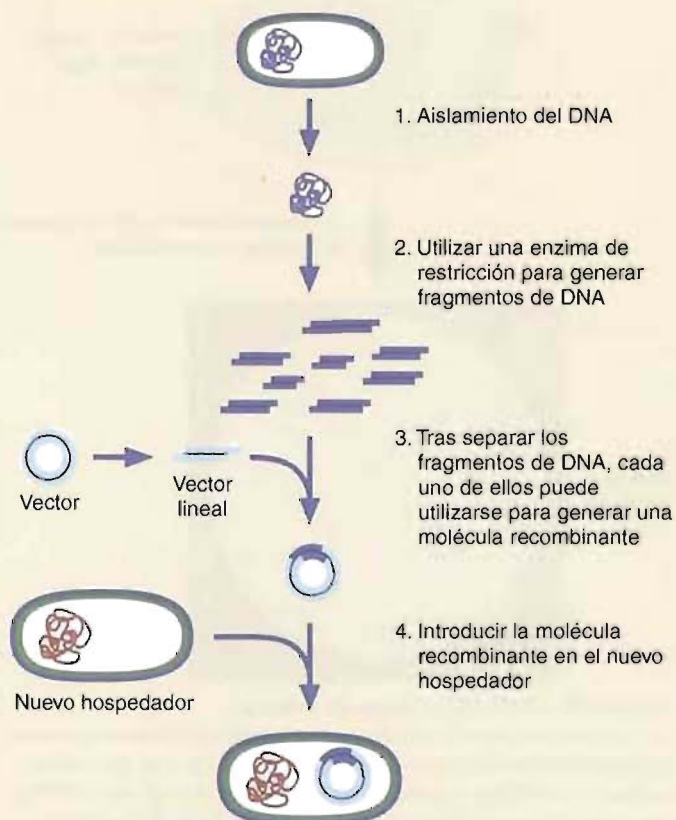 1. Aislamiento del DNA
2. Utilizar una enzima de
restricción para generar
fragmentos de DNA
Vector
Vector
lineal
3. Tras separar los
fragmentos de DNA, cada
uno de ellos puede
utilizarse para generar una
molécula recombinante
Nuevo hospedador
4. Introducir la molécula
recombinante en el nuevo
hospedador